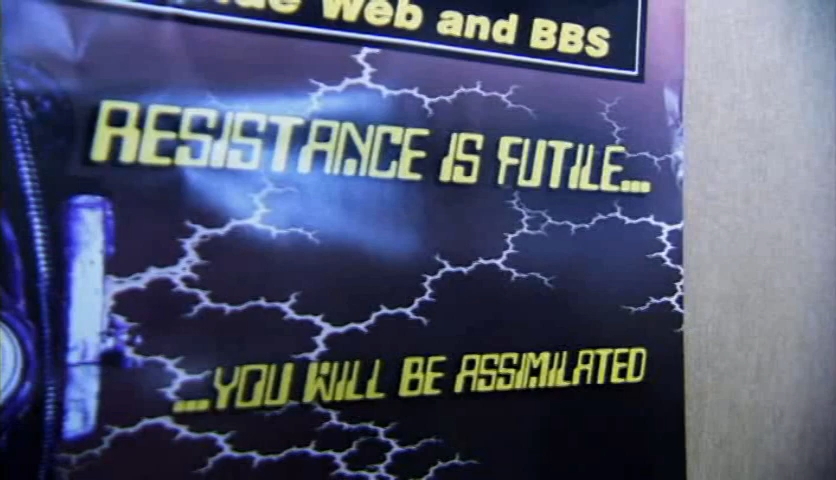 Web and BBS
RESISTANCE IS FUTILE...
...YOU WILL BE ASSIMILATED